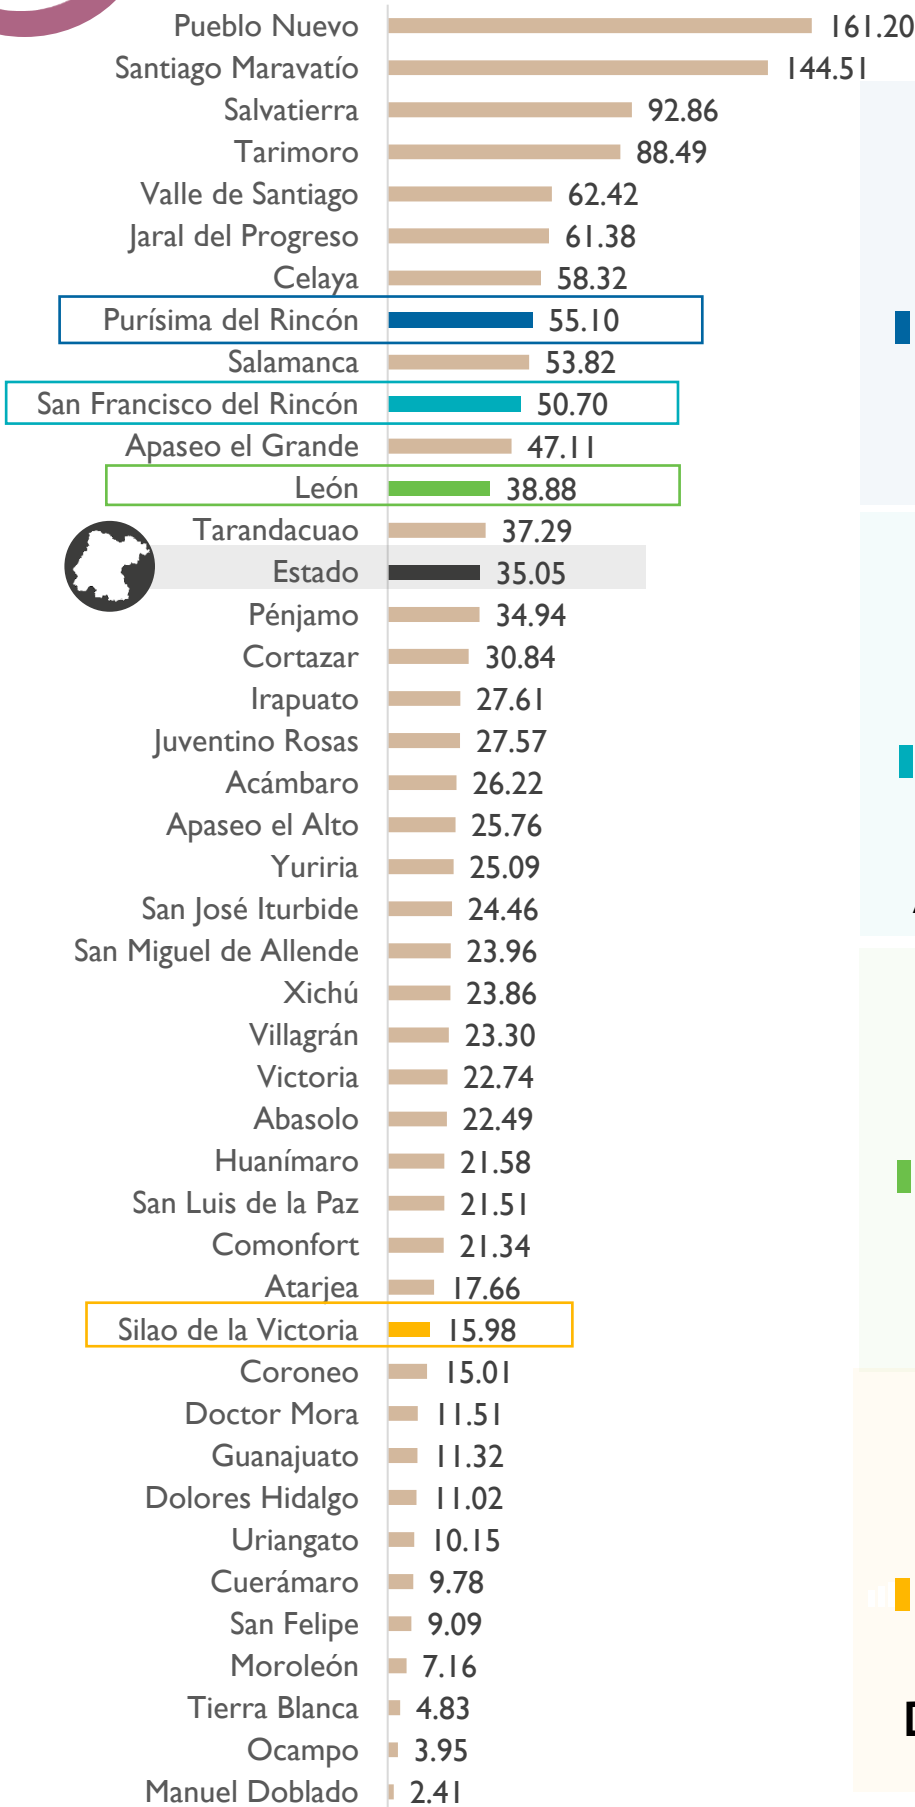 Pueblo Nuevo 161.20
Santiago Maravatío 144.51
Salvatierra 92.86
Tarimoro 88.49
Valle de Santiago 62.42
Jaral del Progreso 61.38
Celaya 58.32
Purísima del Rincón 55.10
Salamanca 53.82
San Francisco del Rincón 50.70
Apaseo el Grande 47.11
León 38.88
Tarandacuao 37.29
Estado 35.05
Pénjamo 34.94
Cortazar 30.84
Irapuato 27.61
Juventino Rosas 27.57
Acámbaro 26.22
Apaseo el Alto 25.76
Yuriria 25.09
San José Iturbide 24.46
San Miguel de Allende 23.96
Xichú 23.86
Villagrán 23.30
Victoria 22.74
Abasolo 22.49
Huanímaro 21.58
San Luis de la Paz 21.51
Comonfort 21.34
Atarjea 17.66
Silao de la Victoria 15.98
Coroneo 15.01
Doctor Mora 11.51
Guanajuato 11.32
Dolores Hidalgo 11.02
Uriangato 10.15
Cuerámaro 9.78
San Felipe 9.09
Moroleón 7.16
Tierra Blanca 4.83
Ocampo 3.95
Manuel Doblado 2.41